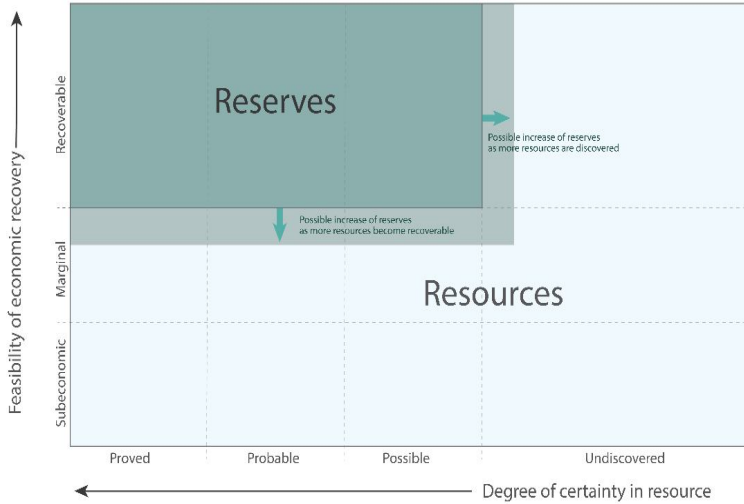 Feasibility of economic recovery
Recoverable
Marginal
Subeconomic
Reserves
Possible increase of reserves
as more resources are discovered
Possible increase of reserves
as more resources become recoverable
Resources
Proved
Probable
Possible
Undiscovered
Degree of certainty in resource